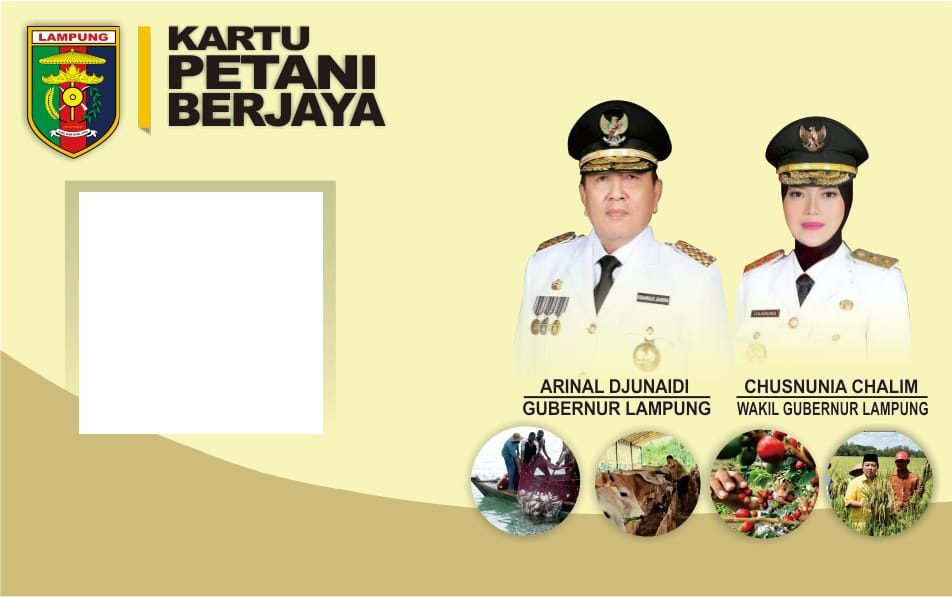 LAMPUNG
KARTU
PETANI
BERJAYA
ARINAL DJUNAIDI
GUBERNUR LAMPUNG
CHUSNUNIA CHALIM
WAKIL GUBERNUR LAMPUNG